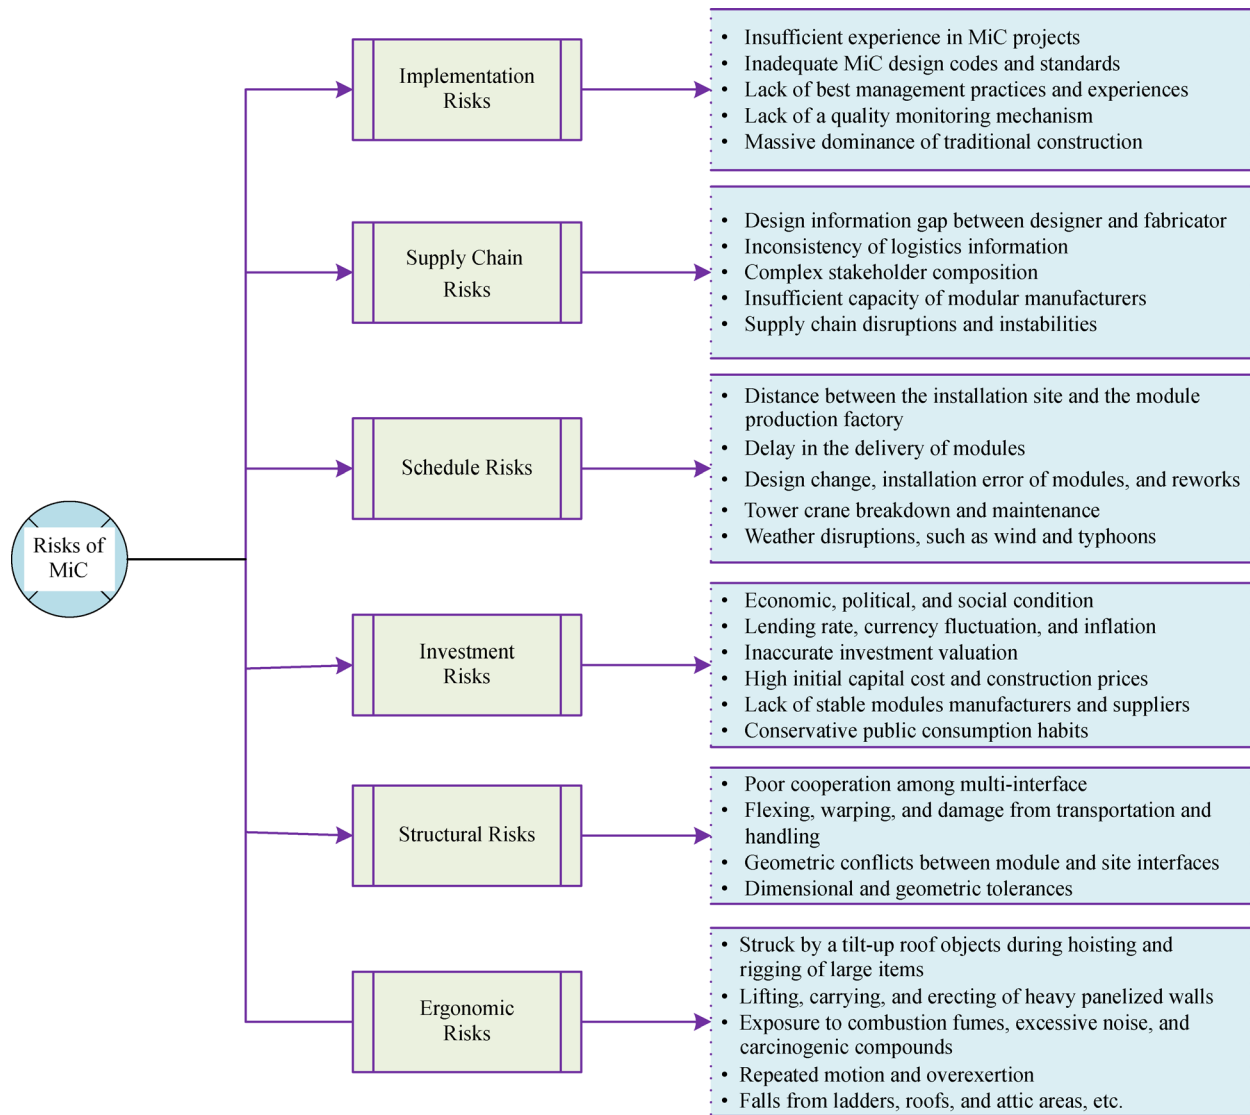 Risks of
MiC
Implementation
Risks
• Insufficient experience in MiC projects
• Inadequate MiC design codes and standards
• Lack of best management practices and experiences
• Lack of a quality monitoring mechanism
• Massive dominance of traditional construction
Supply Chain
Risks
• Design information gap between designer and fabricator
• Inconsistency of logistics information
• Complex stakeholder composition
• Insufficient capacity of modular manufacturers
• Supply chain disruptions and instabilities
Schedule Risks
• Distance between the installation site and the module
production factory
• Delay in the delivery of modules
• Design change, installation error of modules, and reworks
• Tower crane breakdown and maintenance
• Weather disruptions, such as wind and typhoons
Investment
Risks
• Economic, political, and social condition
• Lending rate, currency fluctuation, and inflation
• Inaccurate investment valuation
• High initial capital cost and construction prices
• Lack of stable modules manufacturers and suppliers
• Conservative public consumption habits
Structural Risks
• Poor cooperation among multi-interface
• Flexing, warping, and damage from transportation and
handling
• Geometric conflicts between module and site interfaces
• Dimensional and geometric tolerances
Ergonomic
Risks
• Struck by a tilt-up roof objects during hoisting and
rigging of large items
• Lifting, carrying, and erecting of heavy panelized walls
• Exposure to combustion fumes, excessive noise, and
carcinogenic compounds
• Repeated motion and overexertion
• Falls from ladders, roofs, and attic areas, etc.